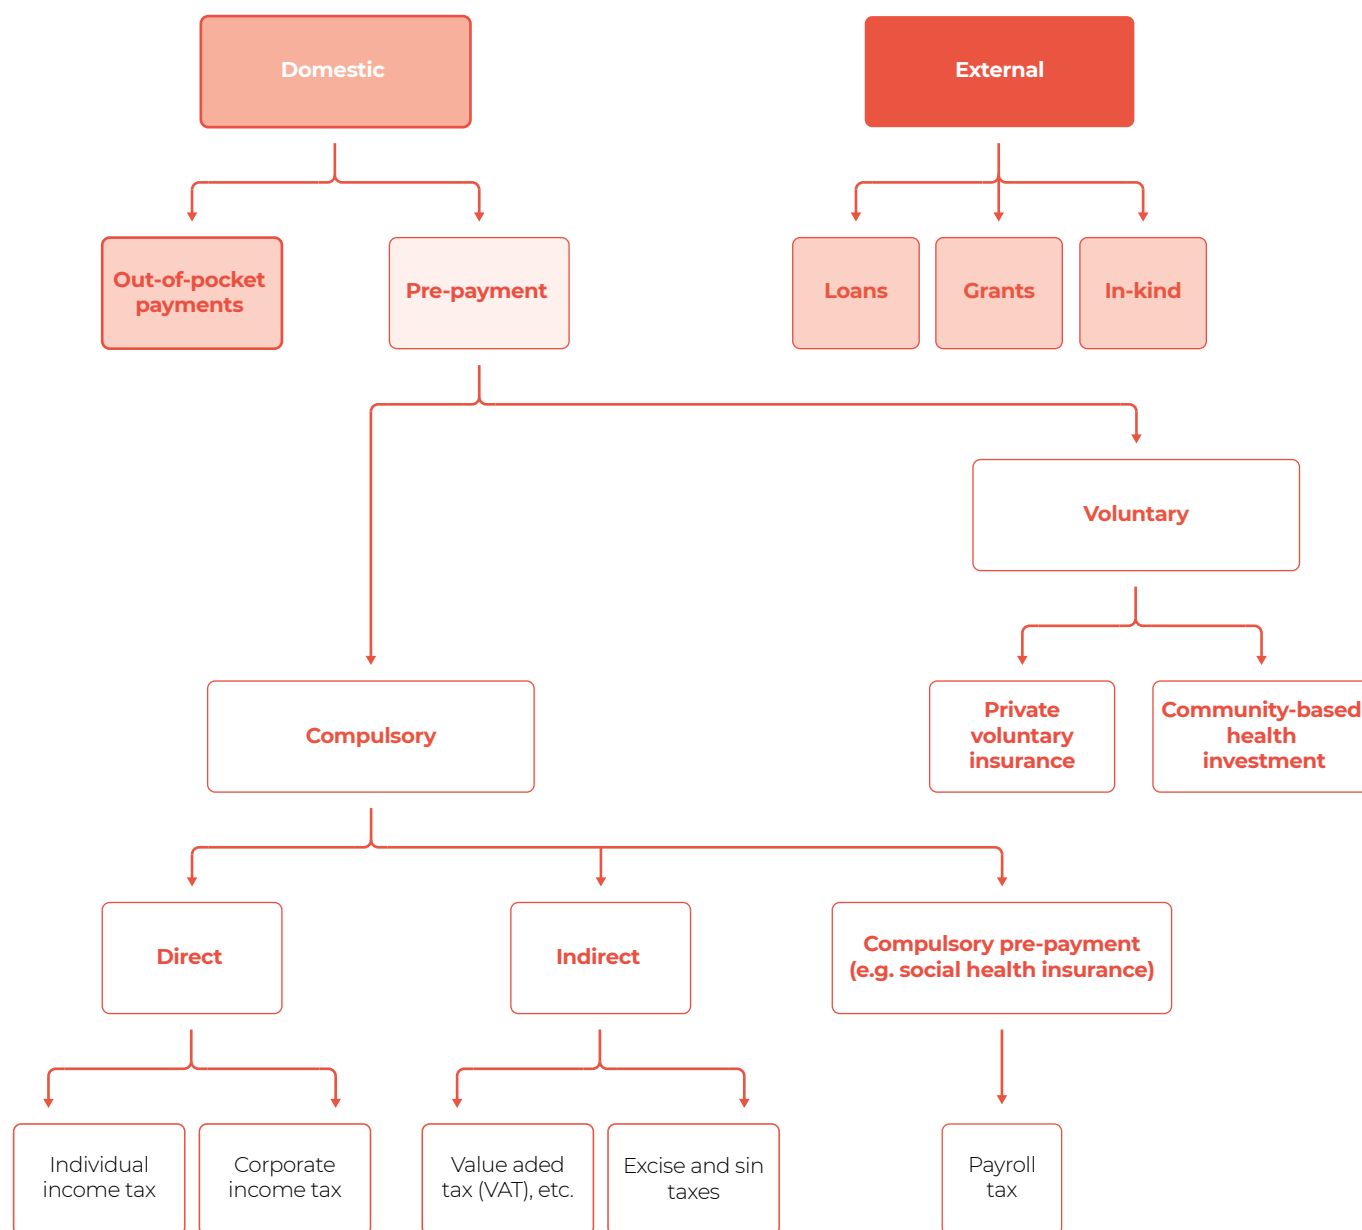 Domestic
External
Out-of-pocket
payments
Pre-payment
Loans
Grants
In-kind
Voluntary
Private
voluntary
insurance
Community-based
health
investment
Compulsory
Direct
Indirect
Compulsory pre-payment
(e.g. social health insurance)
Individual
income tax
Corporate
income tax
Value aded
tax (VAT), etc.
Excise and sin
taxes
Payroll
tax